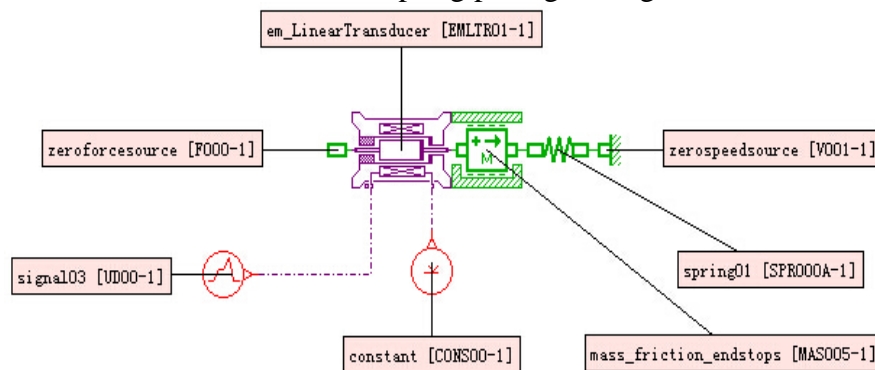 em_LinearTransducer [EMLTR01-1]
zeroforcesource [F000-1]
M
zerospeedsource [V001-1]
signal03 [UD00-1]
spring01 [SPR000A-1]
constant [CONS00-1]
mass_friction_endstops [MAS005-1]